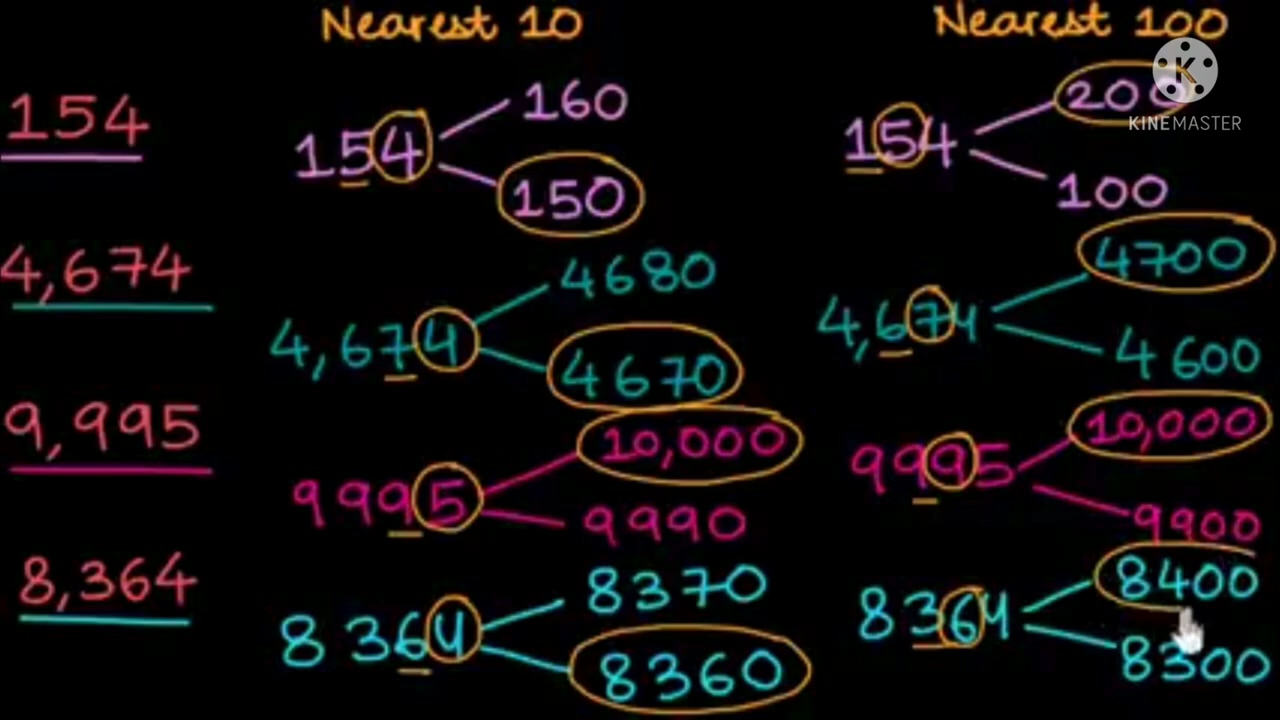 Nearest 10 Nearest 100
K
KINEMASTER
154 154 160 150 154 200 100
4,674 4,674 4680 4670 4,674 4700 4600
9,995 9995 10,000 9990 9995 10,000 9900
8,364 8364 8370 8360 8364 8400 8300